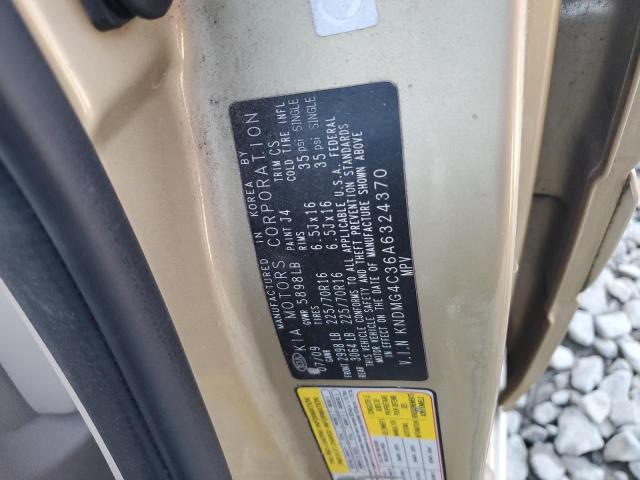 MANUFACTURED IN KOREA BY
KIA MOTORS CORPORATION
7/09 GVWR 5898LB PAINT J4 TRIM CS
GAWR TIRES RIMS COLD TIRE INFL
FRONT 2998LB 225/70R16 6.5Jx16 35 psi SINGLE
REAR 3064LB 225/70R16 6.5Jx16 35 psi SINGLE
THIS VEHICLE CONFORMS TO ALL APPLICABLE U.S.A. FEDERAL
MOTOR VEHICLE SAFETY AND THEFT PREVENTION STANDARDS
IN EFFECT ON THE DATE OF MANUFACTURE SHOWN ABOVE
V.I.N KNDMG4C36A6324370
MPV